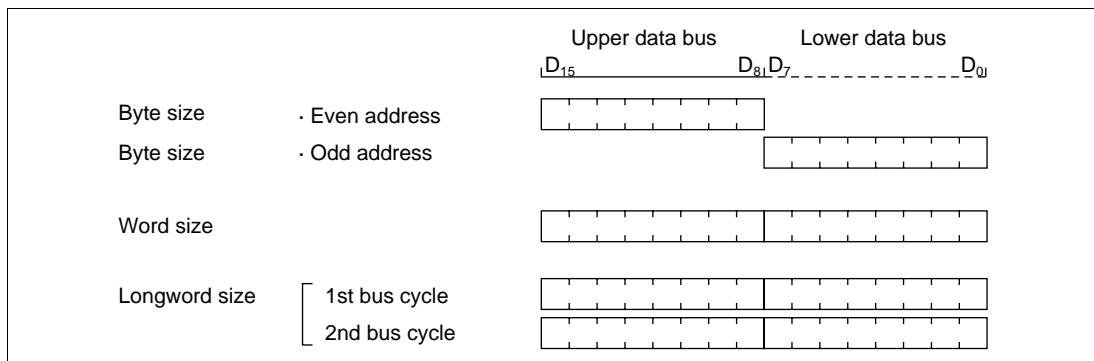 Upper data bus Lower data bus
D15 D8 D7 D0
Byte size · Even address
Byte size · Odd address
Word size
Longword size 1st bus cycle
2nd bus cycle